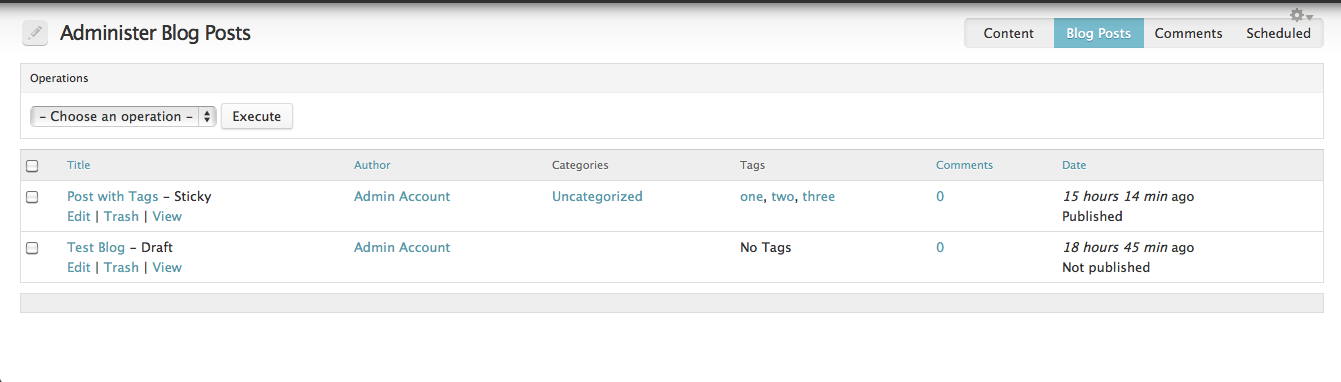 Administer Blog Posts
Content Blog Posts Comments Scheduled
Operations
– Choose an operation – Execute
Title Author Categories Tags Comments Date
Post with Tags – Sticky Admin Account Uncategorized one, two, three 0 15 hours 14 min ago
Edit | Trash | View Published
Test Blog – Draft Admin Account No Tags 0 18 hours 45 min ago
Edit | Trash | View Not published